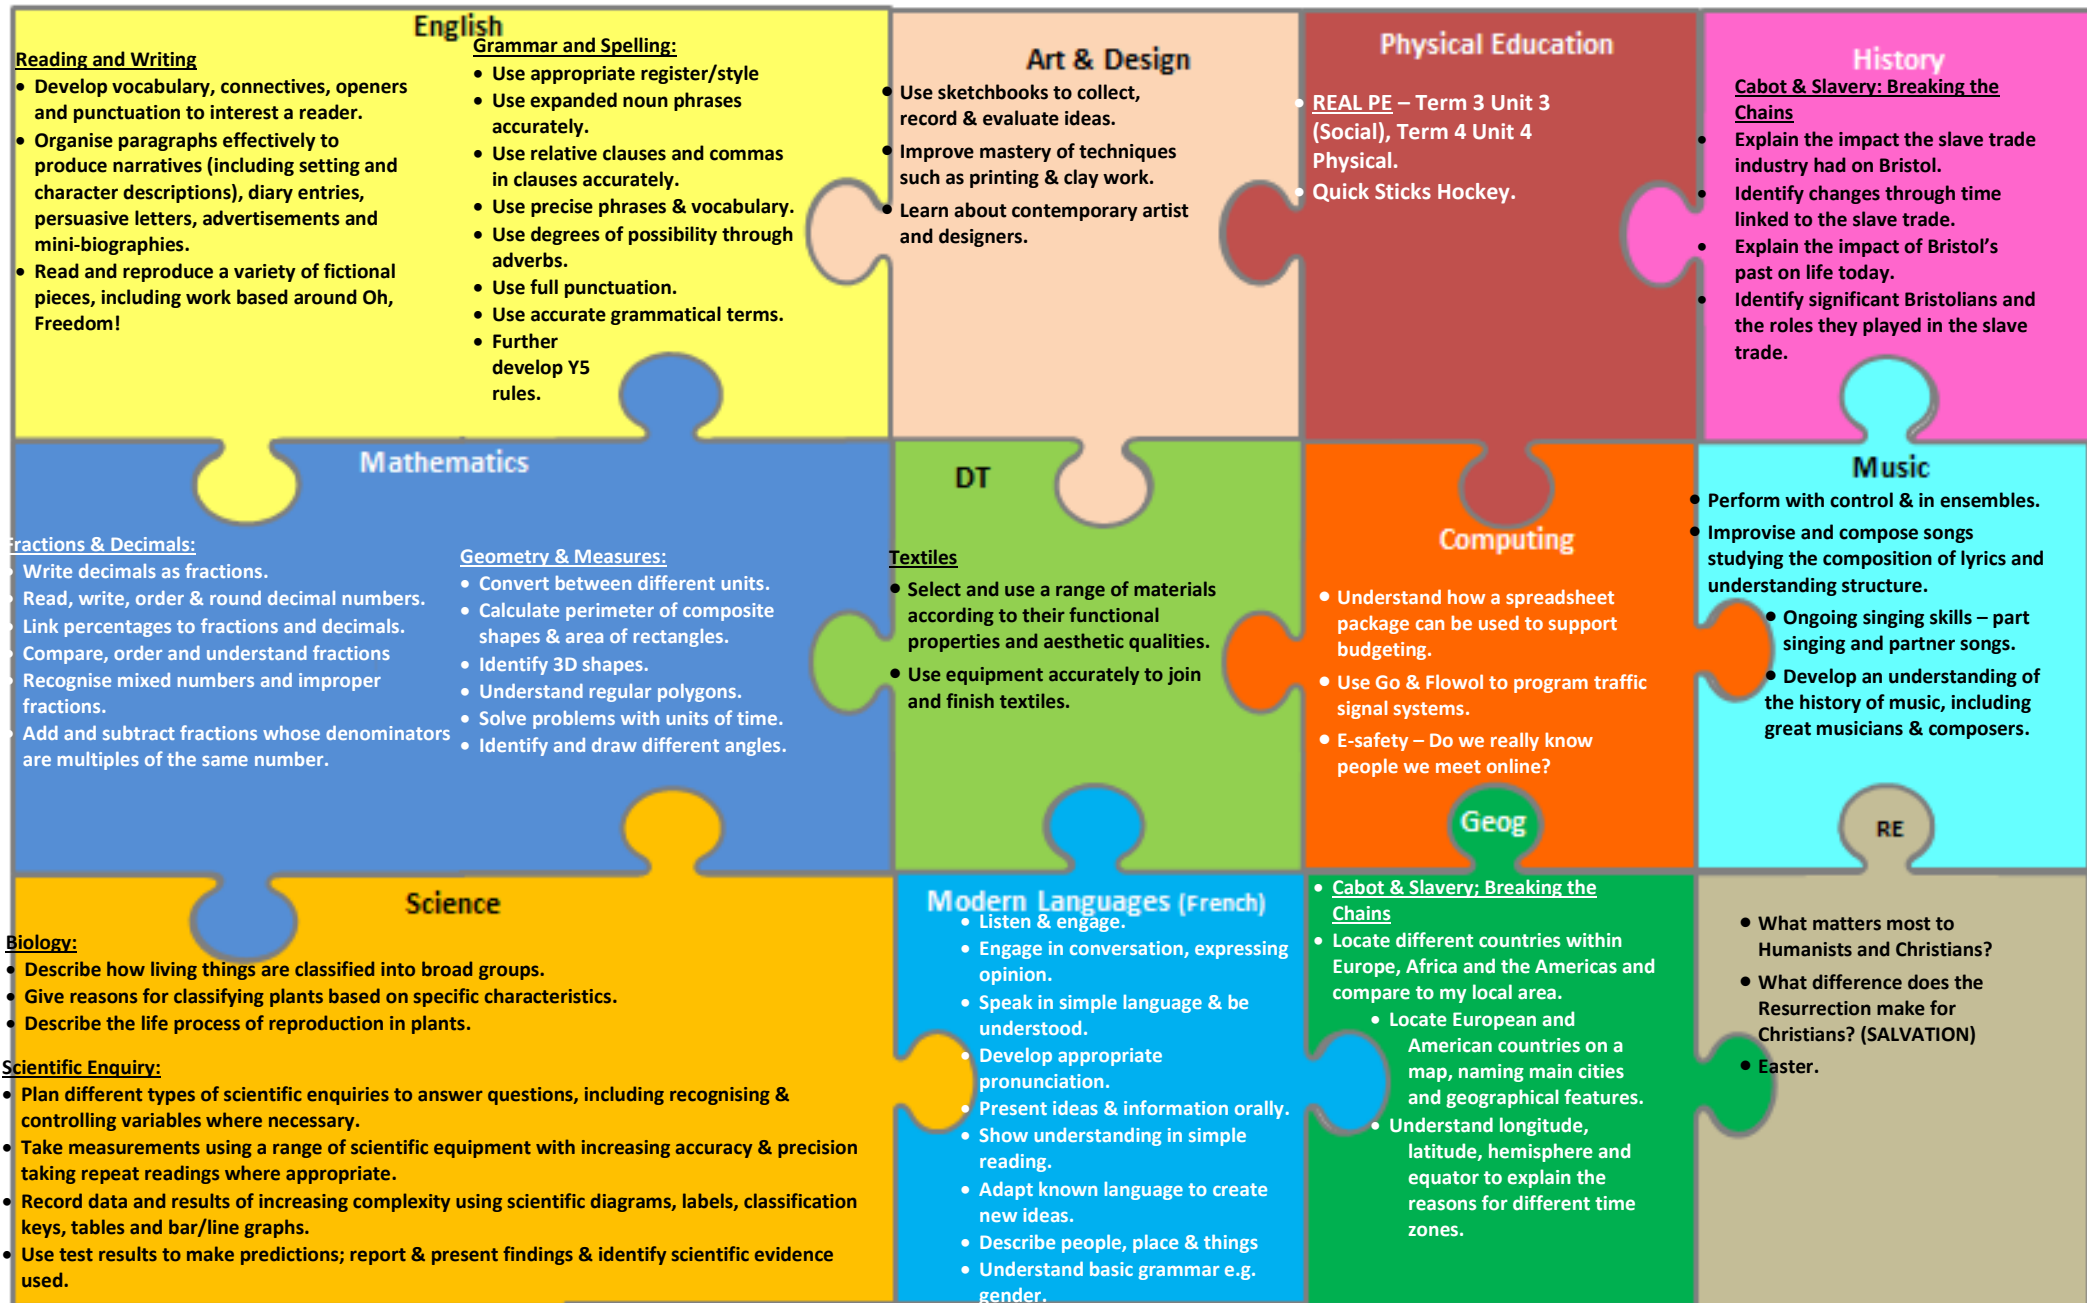 English
Reading and Writing
• Develop vocabulary, connectives, openers
and punctuation to interest a reader.
• Organise paragraphs effectively to
produce narratives (including setting and
character descriptions), diary entries,
persuasive letters, advertisements and
mini-biographies.
• Read and reproduce a variety of fictional
pieces, including work based around Oh,
Freedom!
Grammar and Spelling:
• Use appropriate register/style
• Use expanded noun phrases
accurately.
• Use relative clauses and commas
in clauses accurately.
• Use precise phrases & vocabulary.
• Use degrees of possibility through
adverbs.
• Use full punctuation.
• Use accurate grammatical terms.
• Further
develop Y5
rules.
Art & Design
• Use sketchbooks to collect,
record & evaluate ideas.
• Improve mastery of techniques
such as printing & clay work.
• Learn about contemporary artist
and designers.
Physical Education
• REAL PE – Term 3 Unit 3
(Social), Term 4 Unit 4
Physical.
• Quick Sticks Hockey.
History
Cabot & Slavery: Breaking the
Chains
• Explain the impact the slave trade
industry had on Bristol.
• Identify changes through time
linked to the slave trade.
• Explain the impact of Bristol's
past on life today.
• Identify significant Bristolians and
the roles they played in the slave
trade.
Mathematics
Fractions & Decimals:
• Write decimals as fractions.
• Read, write, order & round decimal numbers.
• Link percentages to fractions and decimals.
• Compare, order and understand fractions
• Recognise mixed numbers and improper
fractions.
• Add and subtract fractions whose denominators
are multiples of the same number.
Geometry & Measures:
• Convert between different units.
• Calculate perimeter of composite
shapes & area of rectangles.
• Identify 3D shapes.
• Understand regular polygons.
• Solve problems with units of time.
• Identify and draw different angles.
DT
Textiles
• Select and use a range of materials
according to their functional
properties and aesthetic qualities.
• Use equipment accurately to join
and finish textiles.
Computing
• Understand how a spreadsheet
package can be used to support
budgeting.
• Use Go & Flowol to program traffic
signal systems.
• E-safety – Do we really know
people we meet online?
Music
• Perform with control & in ensembles.
• Improvise and compose songs
studying the composition of lyrics and
understanding structure.
• Ongoing singing skills – part
singing and partner songs.
• Develop an understanding of
the history of music, including
great musicians & composers.
Science
Biology:
• Describe how living things are classified into broad groups.
• Give reasons for classifying plants based on specific characteristics.
• Describe the life process of reproduction in plants.
Scientific Enquiry:
• Plan different types of scientific enquiries to answer questions, including recognising &
controlling variables where necessary.
• Take measurements using a range of scientific equipment with increasing accuracy & precision
taking repeat readings where appropriate.
• Record data and results of increasing complexity using scientific diagrams, labels, classification
keys, tables and bar/line graphs.
• Use test results to make predictions; report & present findings & identify scientific evidence
used.
Modern Languages (French)
• Listen & engage.
• Engage in conversation, expressing
opinion.
• Speak in simple language & be
understood.
• Develop appropriate
pronunciation.
• Present ideas & information orally.
• Show understanding in simple
reading.
• Adapt known language to create
new ideas.
• Describe people, place & things
• Understand basic grammar e.g.
gender.
Geog
• Cabot & Slavery; Breaking the
Chains
• Locate different countries within
Europe, Africa and the Americas and
compare to my local area.
• Locate European and
American countries on a
map, naming main cities
and geographical features.
• Understand longitude,
latitude, hemisphere and
equator to explain the
reasons for different time
zones.
RE
• What matters most to
Humanists and Christians?
• What difference does the
Resurrection make for
Christians? (SALVATION)
• Easter.